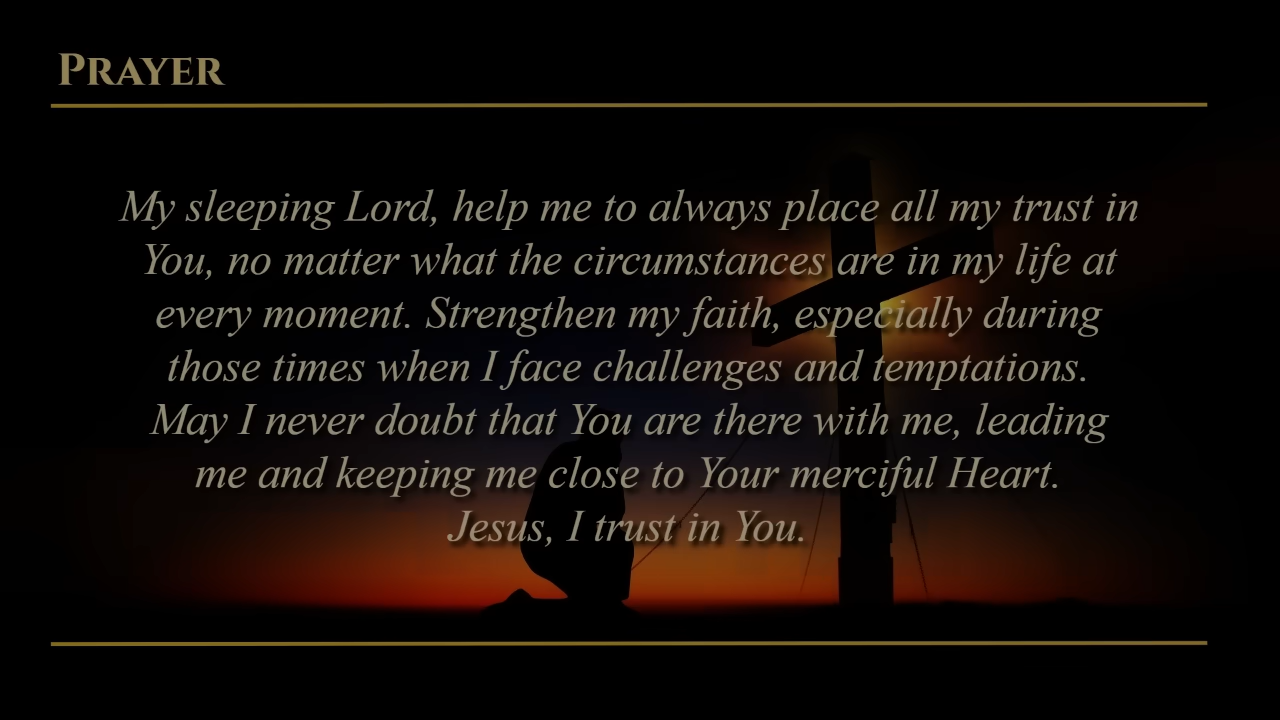 PRAYER
My sleeping Lord, help me to always place all my trust in
You, no matter what the circumstances are in my life at
every moment. Strengthen my faith, especially during
those times when I face challenges and temptations.
May I never doubt that You are there with me, leading
me and keeping me close to Your merciful Heart.
Jesus, I trust in You.